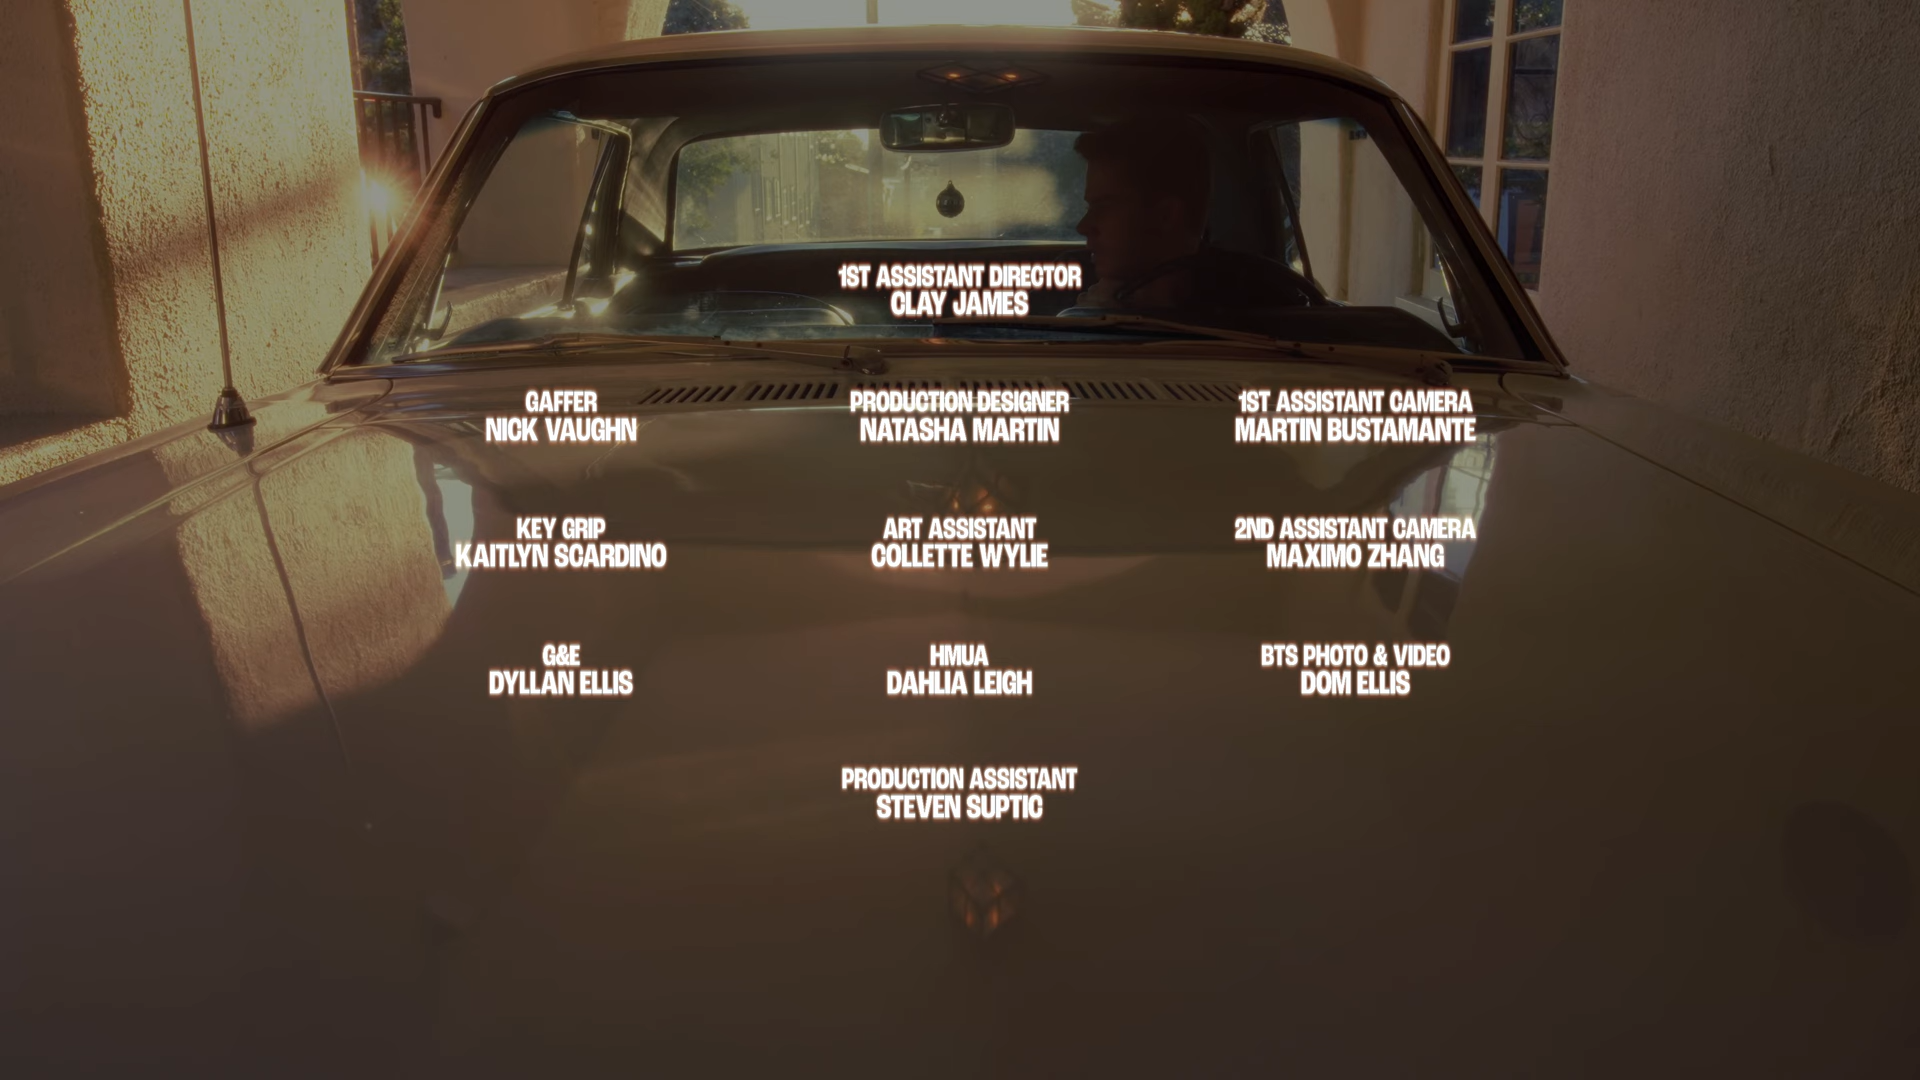 1ST ASSISTANT DIRECTOR
CLAY JAMES
GAFFER
NICK VAUGHN
PRODUCTION DESIGNER
NATASHA MARTIN
1ST ASSISTANT CAMERA
MARTIN BUSTAMANTE
KEY GRIP
KAITLYN SCARDINO
ART ASSISTANT
COLLETTE WYLIE
2ND ASSISTANT CAMERA
MAXIMO ZHANG
G&E
DYLLAN ELLIS
HMUA
DAHLIA LEIGH
BTS PHOTO & VIDEO
DOM ELLIS
PRODUCTION ASSISTANT
STEVEN SUPTIC